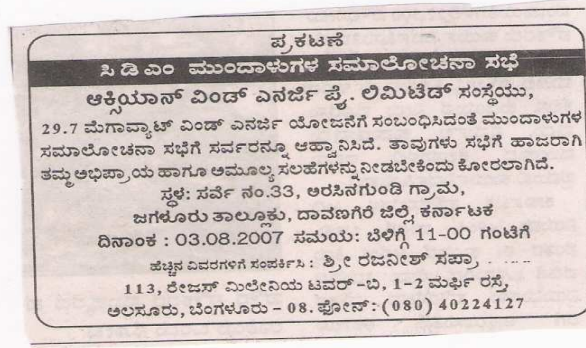 ಪ್ರಕಟಣೆ
ಸಿ ಡಿ ಎಂ ಮುಂದಾಳುಗಳ ಸಮಾಲೋಚನಾ ಸಭೆ
ಆಕ್ಸಿಯಾನ್ ವಿಂಡ್ ಎನರ್ಜಿ ಪ್ರೈ. ಲಿಮಿಟೆಡ್ ಸಂಸ್ಥೆಯು,
29.7 ಮೆಗಾವ್ಯಾಟ್ ವಿಂಡ್ ಎನರ್ಜಿ ಯೋಜನೆಗೆ ಸಂಬಂಧಿಸಿದಂತೆ ಮುಂದಾಳುಗಳ
ಸಮಾಲೋಚನಾ ಸಭೆಗೆ ಸರ್ವರನ್ನೂ ಆಹ್ವಾನಿಸಿದೆ. ತಾವುಗಳು ಸಭೆಗೆ ಹಾಜರಾಗಿ
ತಮ್ಮ ಅಭಿಪ್ರಾಯ ಹಾಗೂ ಅಮೂಲ್ಯ ಸಲಹೆಗಳನ್ನು ನೀಡಬೇಕೆಂದು ಕೋರಲಾಗಿದೆ.
ಸ್ಥಳ: ಸರ್ವೆ ನಂ.33, ಅರಸಿನಗುಂಡಿ ಗ್ರಾಮ,
ಜಗಳೂರು ತಾಲೂಕು, ದಾವಣಗೆರೆ ಜಿಲ್ಲೆ, ಕರ್ನಾಟಕ
ದಿನಾಂಕ : 03.08.2007 ಸಮಯ: ಬೆಳಿಗ್ಗೆ 11-00 ಗಂಟೆಗೆ
ಹೆಚ್ಚಿನ ವಿವರಗಳಿಗೆ ಸಂಪರ್ಕಿಸಿ : ಶ್ರೀ ರಜನೀಶ್ ಸಪ್ರಾ
113, ರೇಜಸ್ ಮಿಲೇನಿಯ ಟವರ್ -ಬಿ, 1-2 ಮರ್ಫಿ ರಸ್ತೆ,
ಅಲಸೂರು, ಬೆಂಗಳೂರು - 08. ಫೋನ್: (080) 40224127